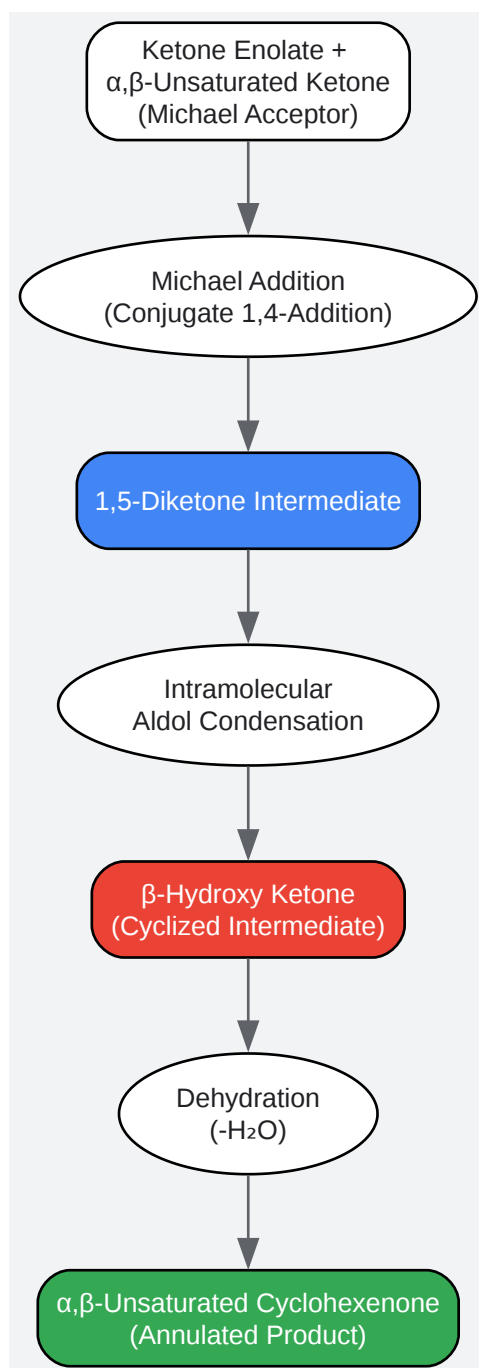 Ketone Enolate +
α,β-Unsaturated Ketone
(Michael Acceptor)
Michael Addition
(Conjugate 1,4-Addition)
1,5-Diketone Intermediate
Intramolecular
Aldol Condensation
β-Hydroxy Ketone
(Cyclized Intermediate)
Dehydration
(-H₂O)
α,β-Unsaturated Cyclohexenone
(Annulated Product)